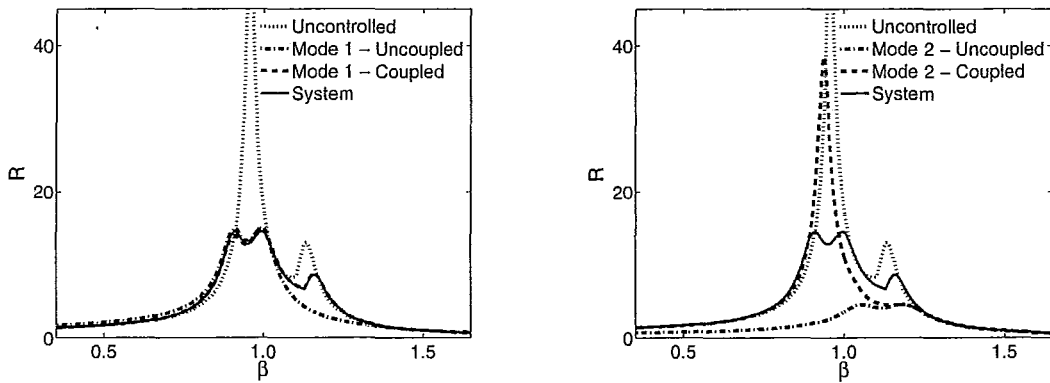 40
20
0
R
0.5
1.0
1.5
β
Uncontrolled
Mode 1 – Uncoupled
Mode 1 – Coupled
System
40
20
0
R
0.5
1.0
1.5
β
Uncontrolled
Mode 2 – Uncoupled
Mode 2 – Coupled
System